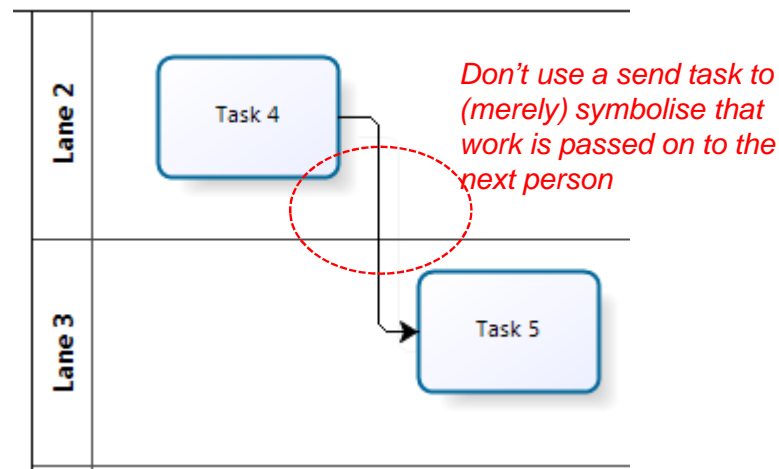 Lane 2
Task 4
Don't use a send task to
(merely) symbolise that
work is passed on to the
next person
Lane 3
Task 5